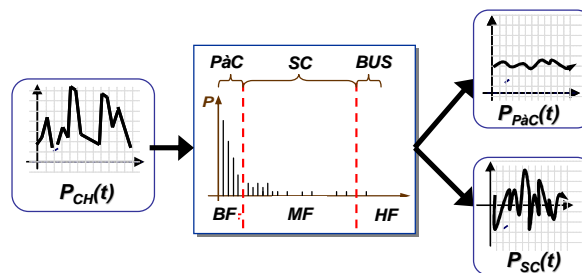 PàC SC BUS
P
BF MF HF
P_CH(t)
P_PàC(t)
P_SC(t)